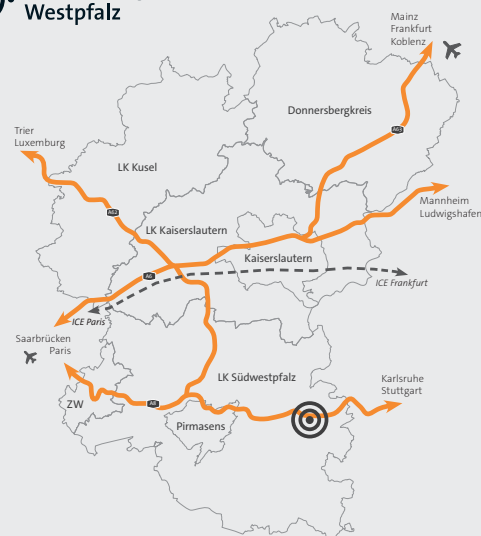 Westpfalz
Mainz
Frankfurt
Koblenz
Donnersbergkreis
A63
Trier
Luxemburg
LK Kusel
Mannheim
Ludwigshafen
A62
LK Kaiserslautern
Kaiserslautern
A6
ICE Frankfurt
ICE Paris
Saarbrücken
Paris
LK Südwestpfalz
Karlsruhe
Stuttgart
ZW
A8
Pirmasens